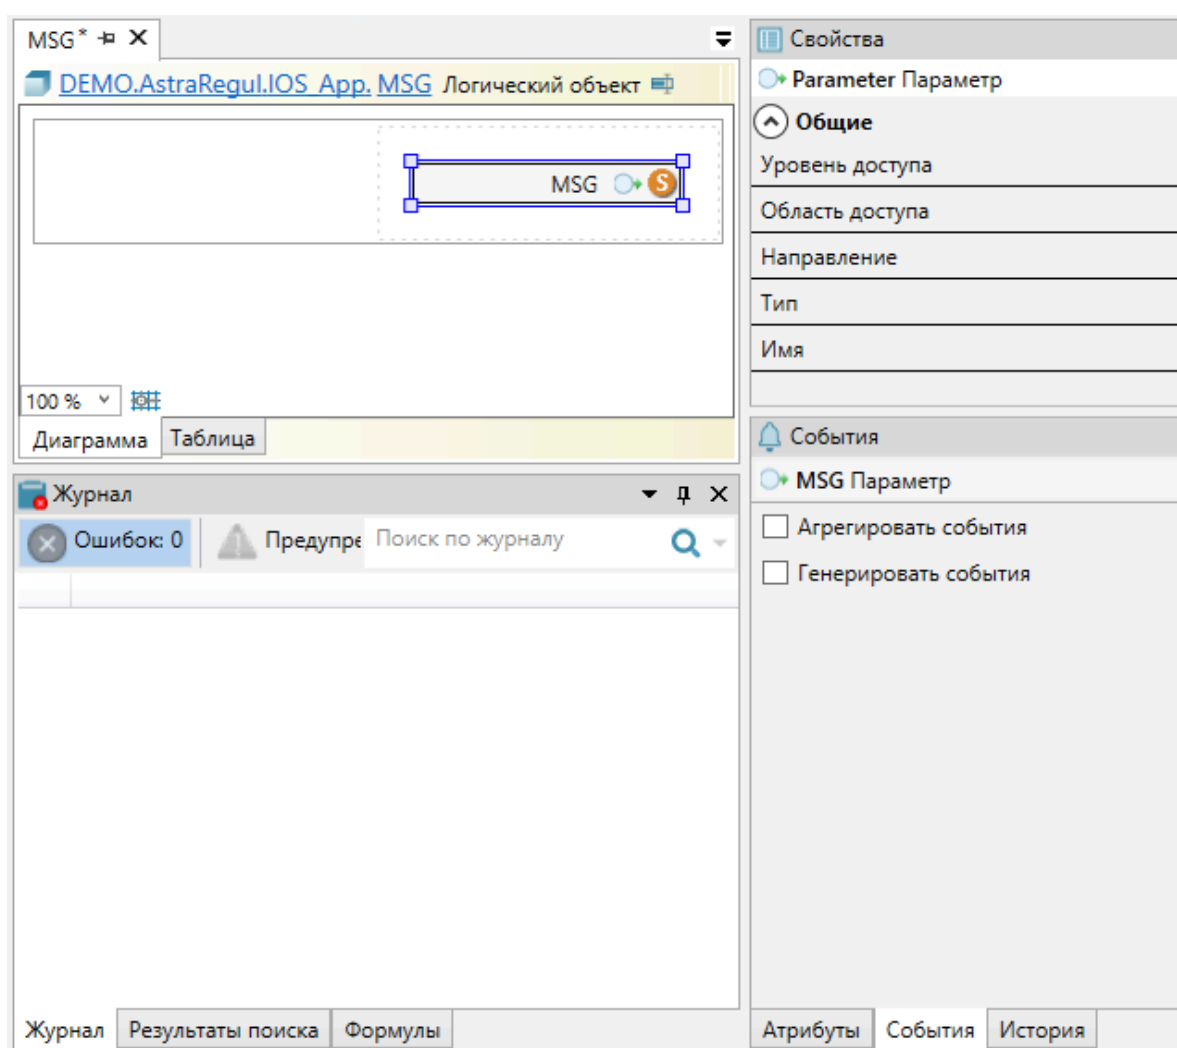 MSG*
DEMO.AstraRegul.IOS_App. MSG Логический объект
MSG S
100 %
Диаграмма Таблица
Журнал
Ошибок: 0 Предупре Поиск по журналу
Журнал Результаты поиска Формулы
Свойства
Parameter Параметр
Общие
Уровень доступа
Область доступа
Направление
Тип
Имя
События
MSG Параметр
Агрегировать события
Генерировать события
Атрибуты События История